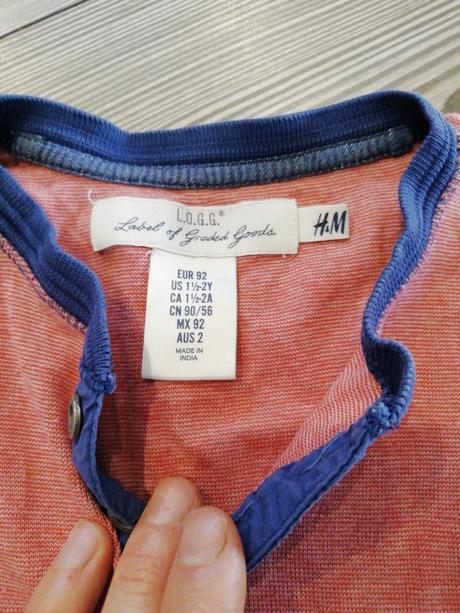 L.O.G.G.®
Label of Graded Goods
H&M
EUR 92
US 1½-2Y
CA 1½-2A
CN 90/56
MX 92
AUS 2
MADE IN
INDIA